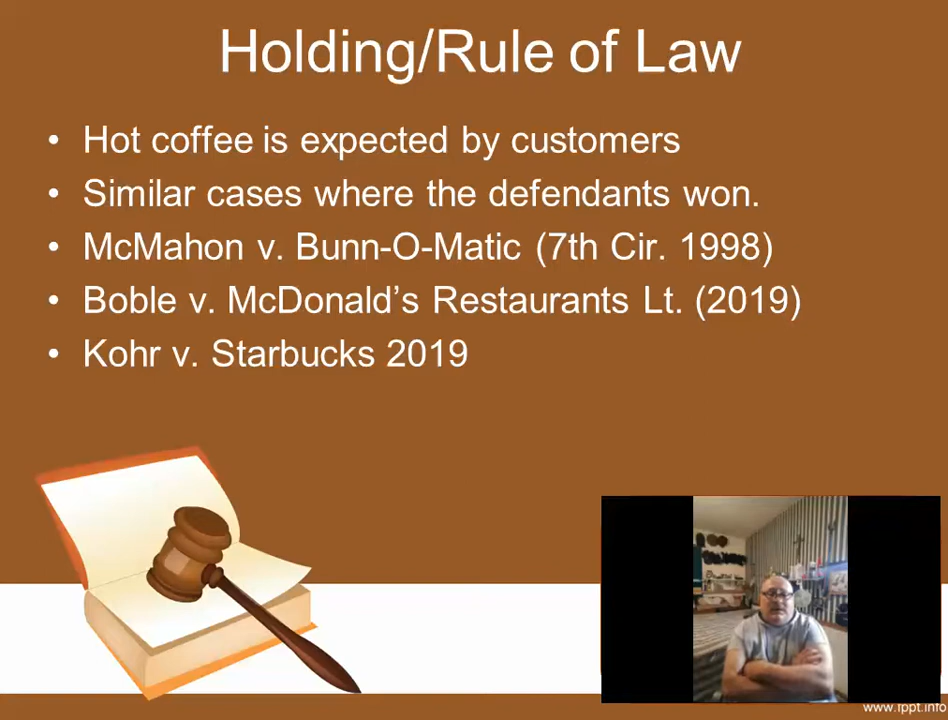 Holding/Rule of Law
• Hot coffee is expected by customers
• Similar cases where the defendants won.
• McMahon v. Bunn-O-Matic (7th Cir. 1998)
• Boble v. McDonald’s Restaurants Lt. (2019)
• Kohr v. Starbucks 2019
www.fppt.info